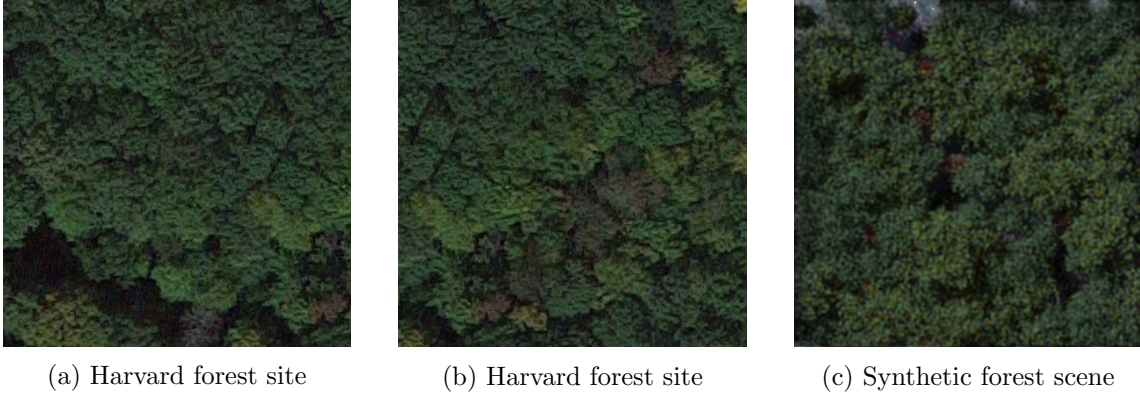 (a) Harvard forest site
(b) Harvard forest site
(c) Synthetic forest scene